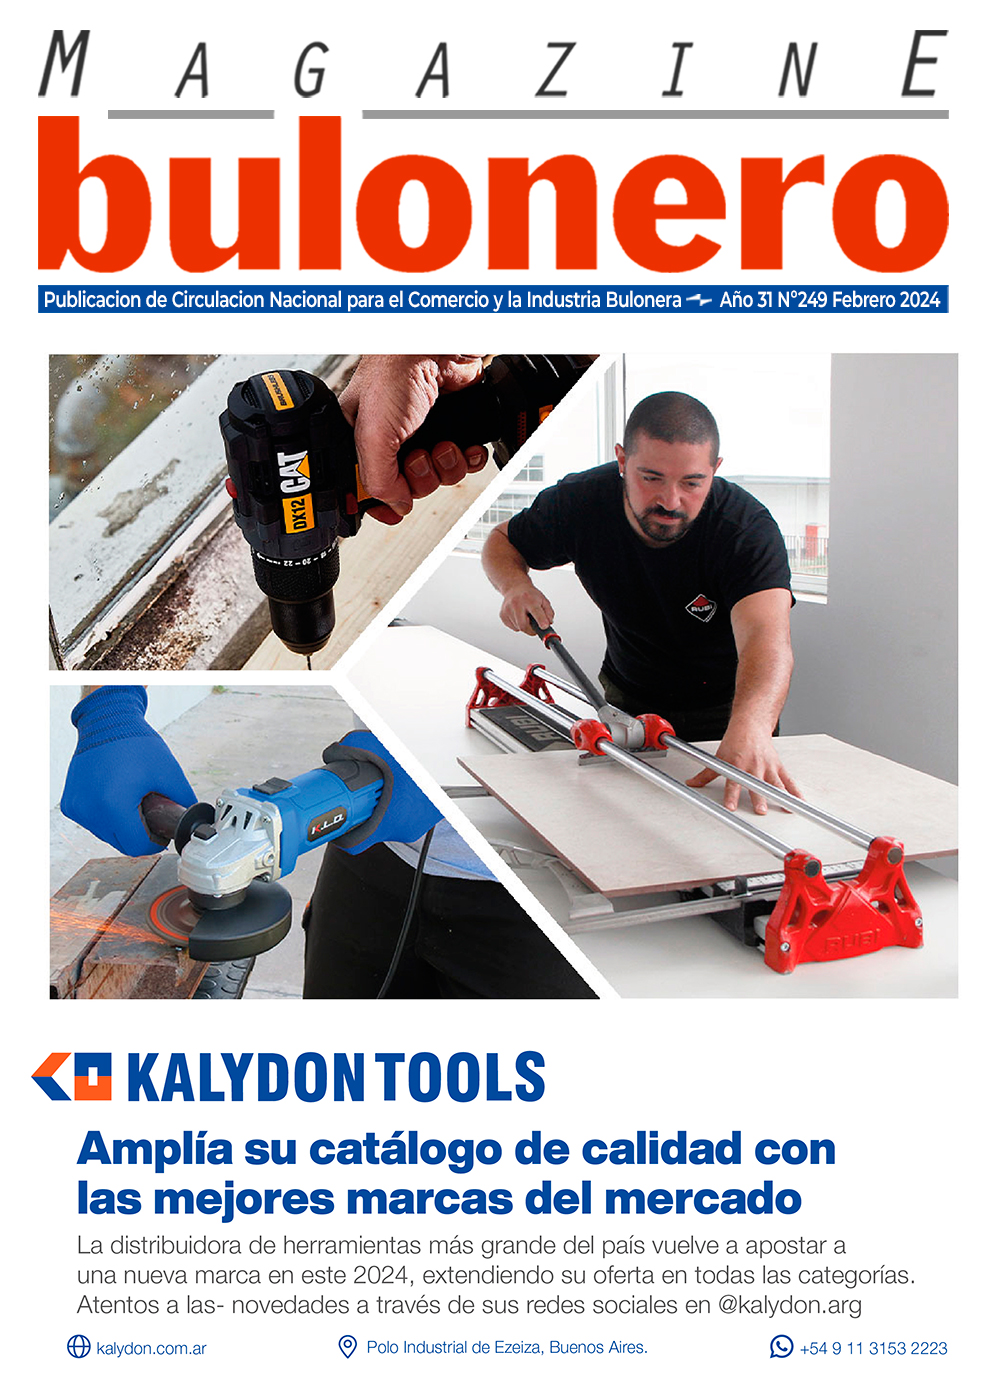 MAGAZINE
bulonero
Publicacion de Circulacion Nacional para el Comercio y la Industria Bulonera Año 31 N°249 Febrero 2024
BRUSHLESS
CAT
DX12
22 - 20 - 18
RUBI
K.L.D.
RUBI
KALYDON TOOLS
Amplía su catálogo de calidad con
las mejores marcas del mercado
La distribuidora de herramientas más grande del país vuelve a apostar a
una nueva marca en este 2024, extendiendo su oferta en todas las categorías.
Atentos a las- novedades a través de sus redes sociales en @kalydon.arg
kalydon.com.ar
Polo Industrial de Ezeiza, Buenos Aires.
+54 9 11 3153 2223